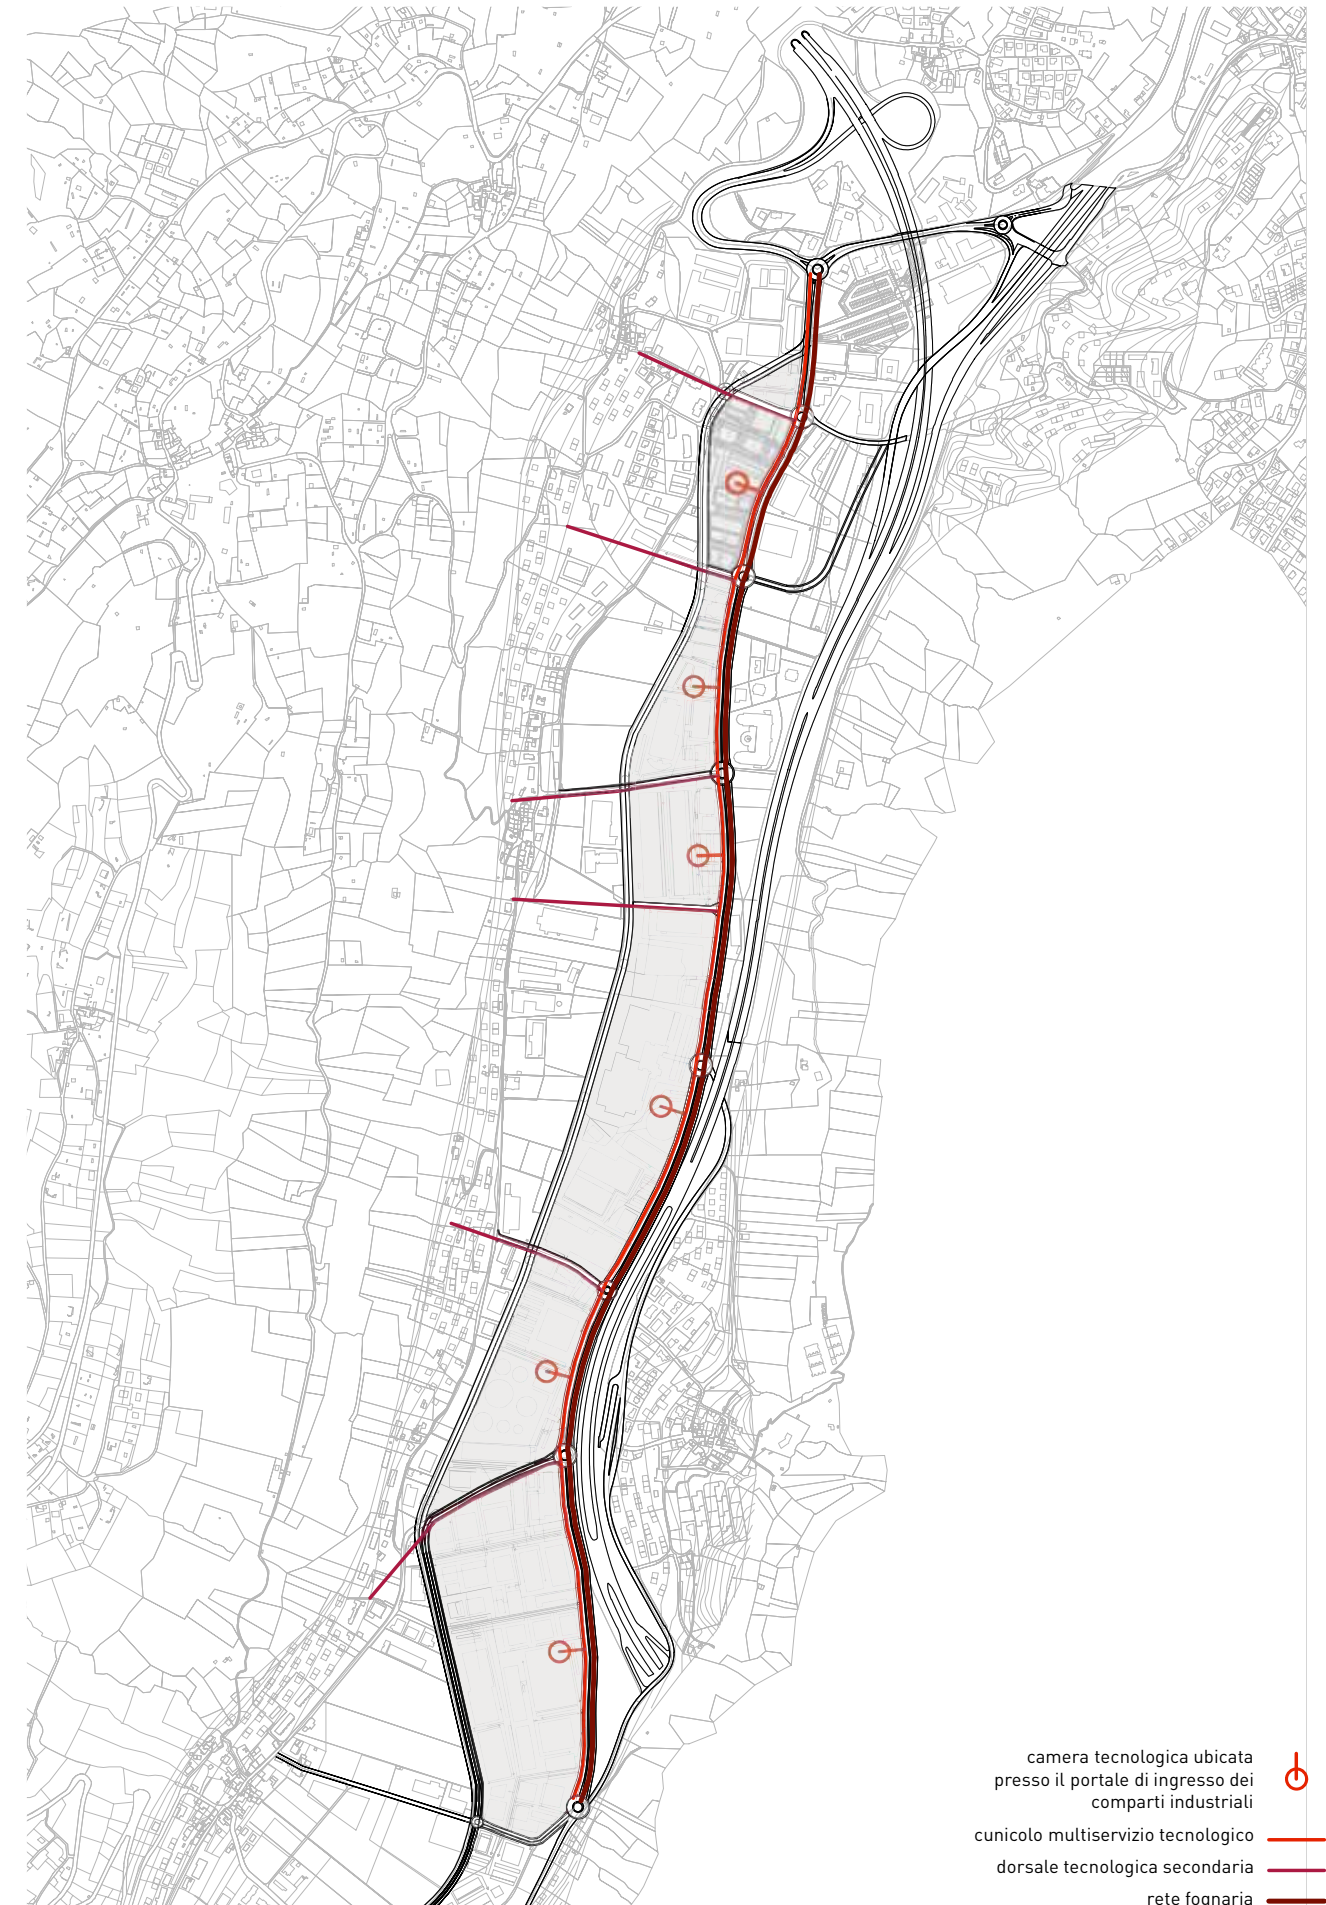 camera tecnologica ubicata
presso il portale di ingresso dei
comparti industriali
cunicolo multiservizio tecnologico
dorsale tecnologica secondaria
rete fognaria